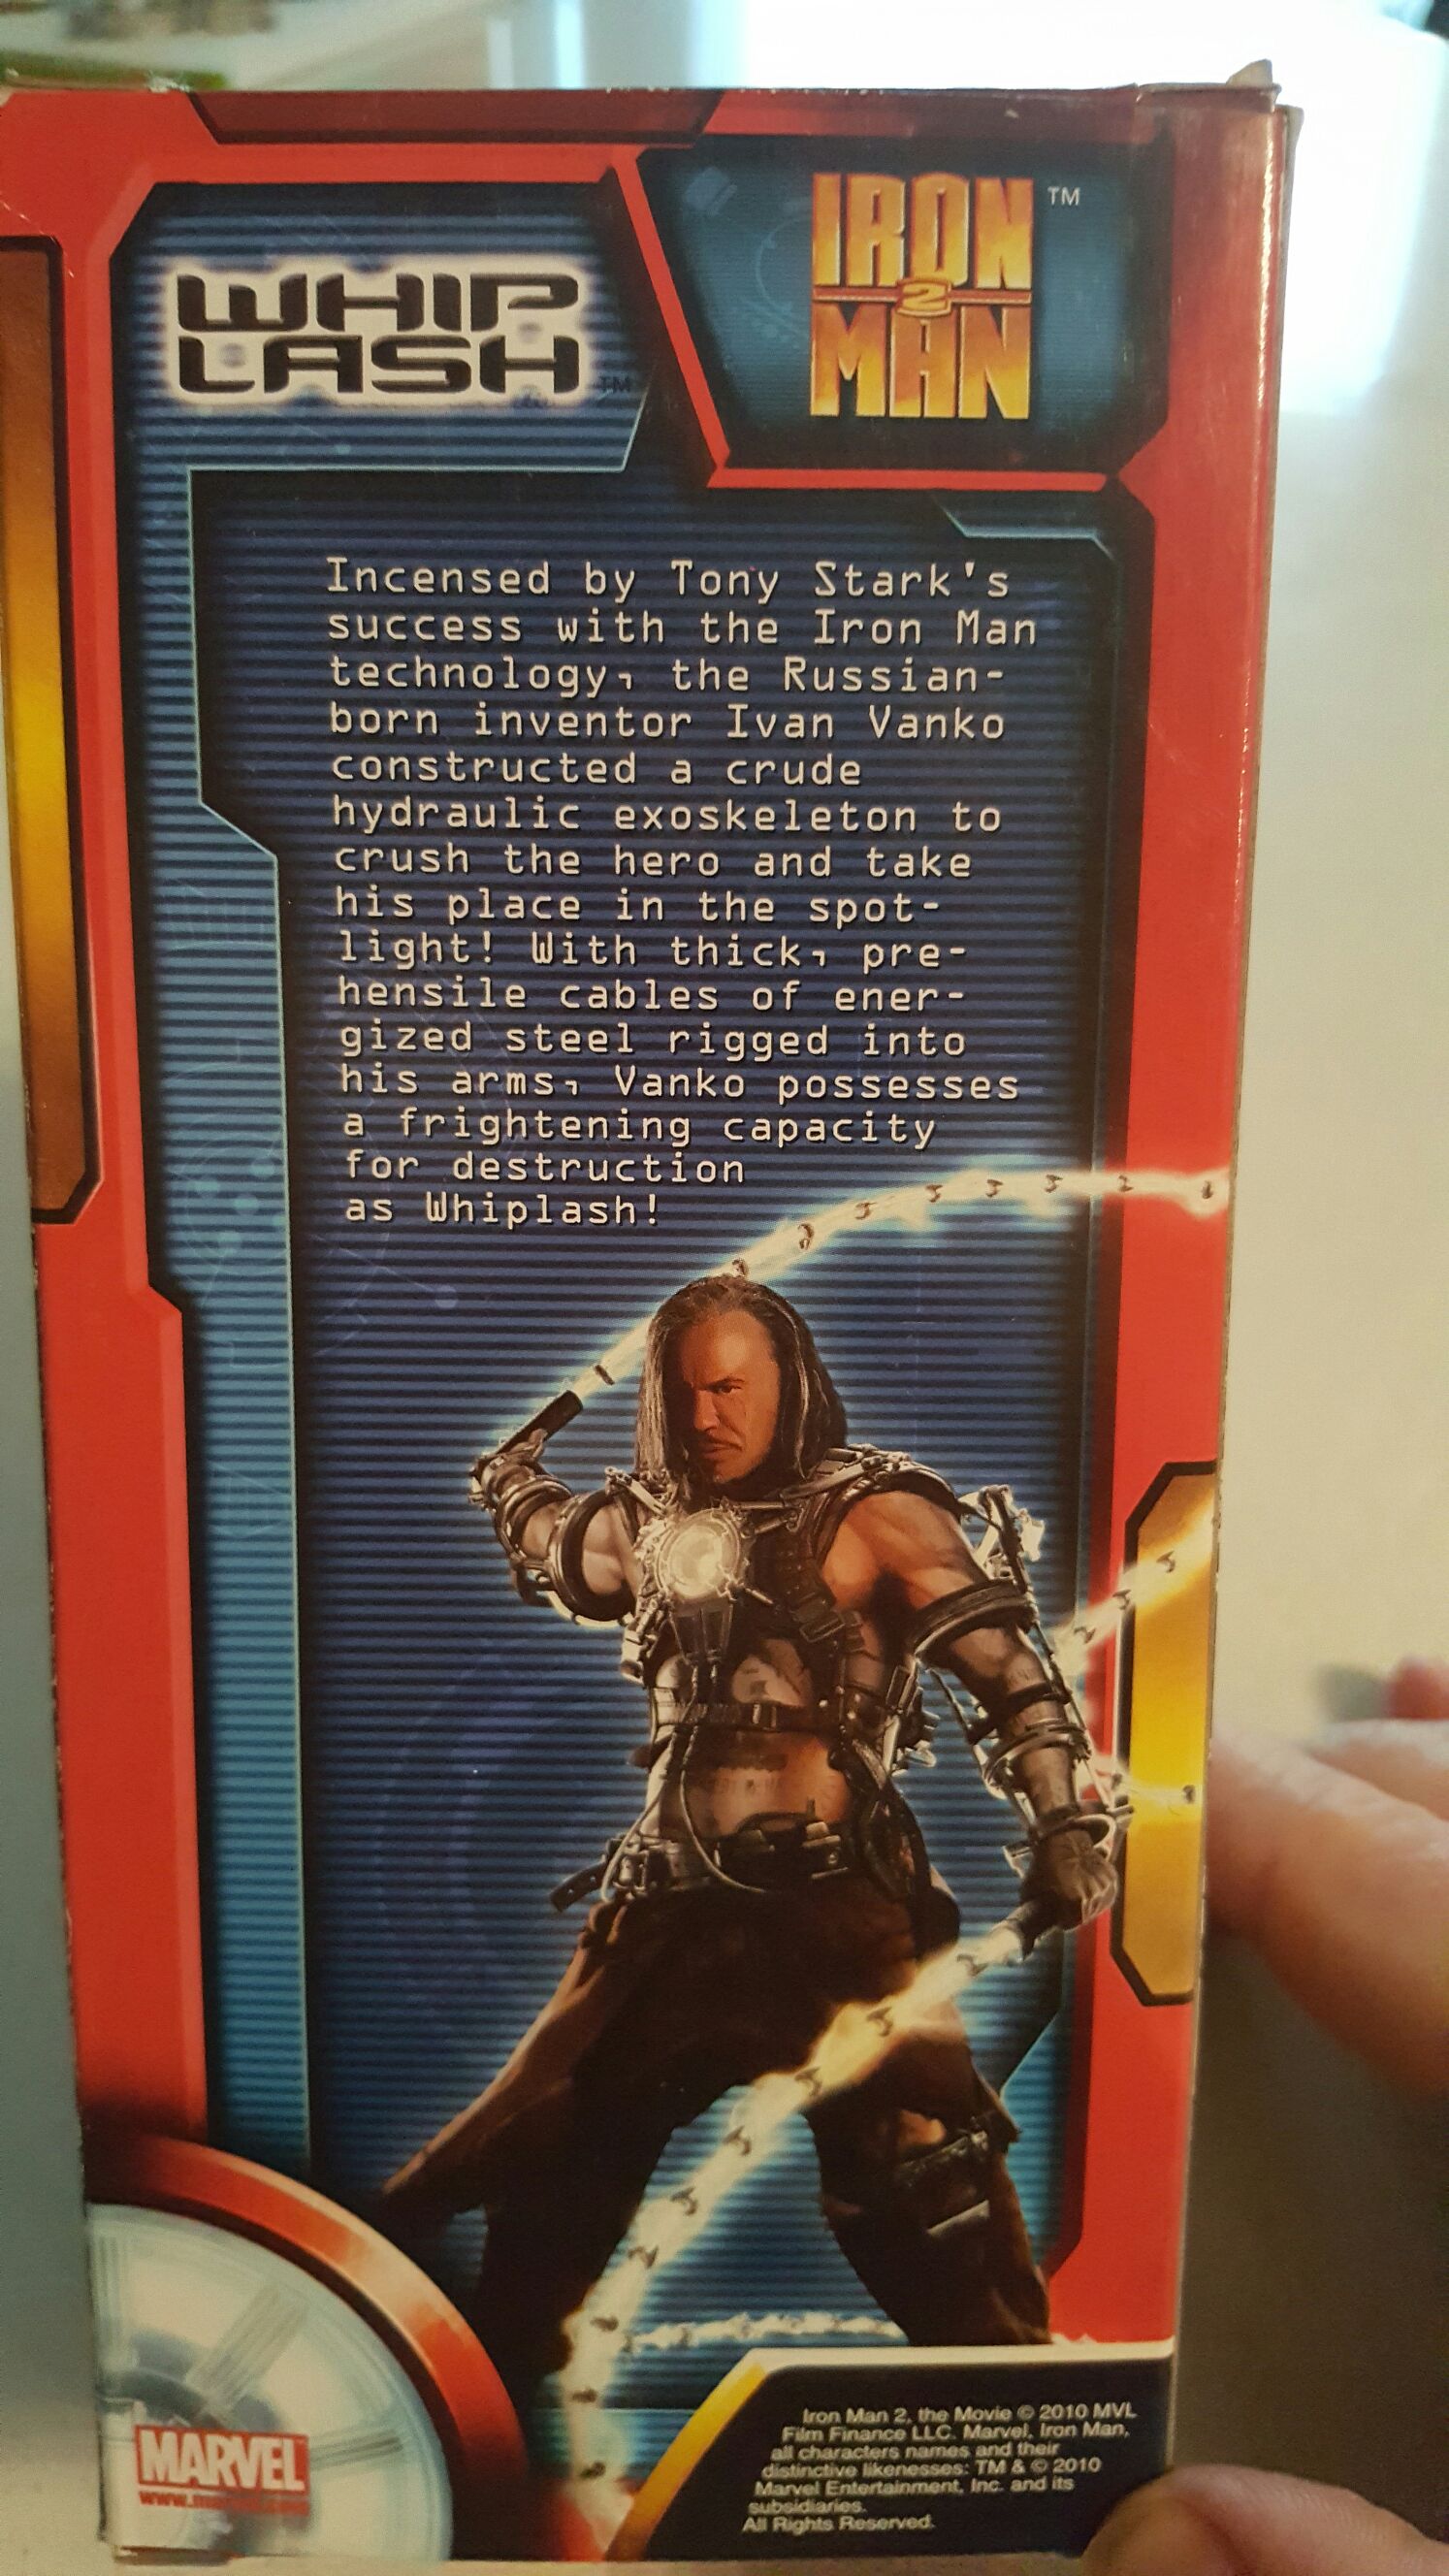 WHIP
LASH TM
IRON
2
MAN TM
Incensed by Tony Stark's
success with the Iron Man
technology, the Russian-
born inventor Ivan Vanko
constructed a crude
hydraulic exoskeleton to
crush the hero and take
his place in the spot-
light! With thick, pre-
hensile cables of ener-
gized steel rigged into
his arms, Vanko possesses
a frightening capacity
for destruction
as Whiplash!
MARVEL
Iron Man 2, the Movie © 2010 MVL
Film Finance LLC. Marvel, Iron Man,
all characters names and their
distinctive likenesses: TM & © 2010
Marvel Entertainment, Inc. and its
subsidiaries.
All Rights Reserved.